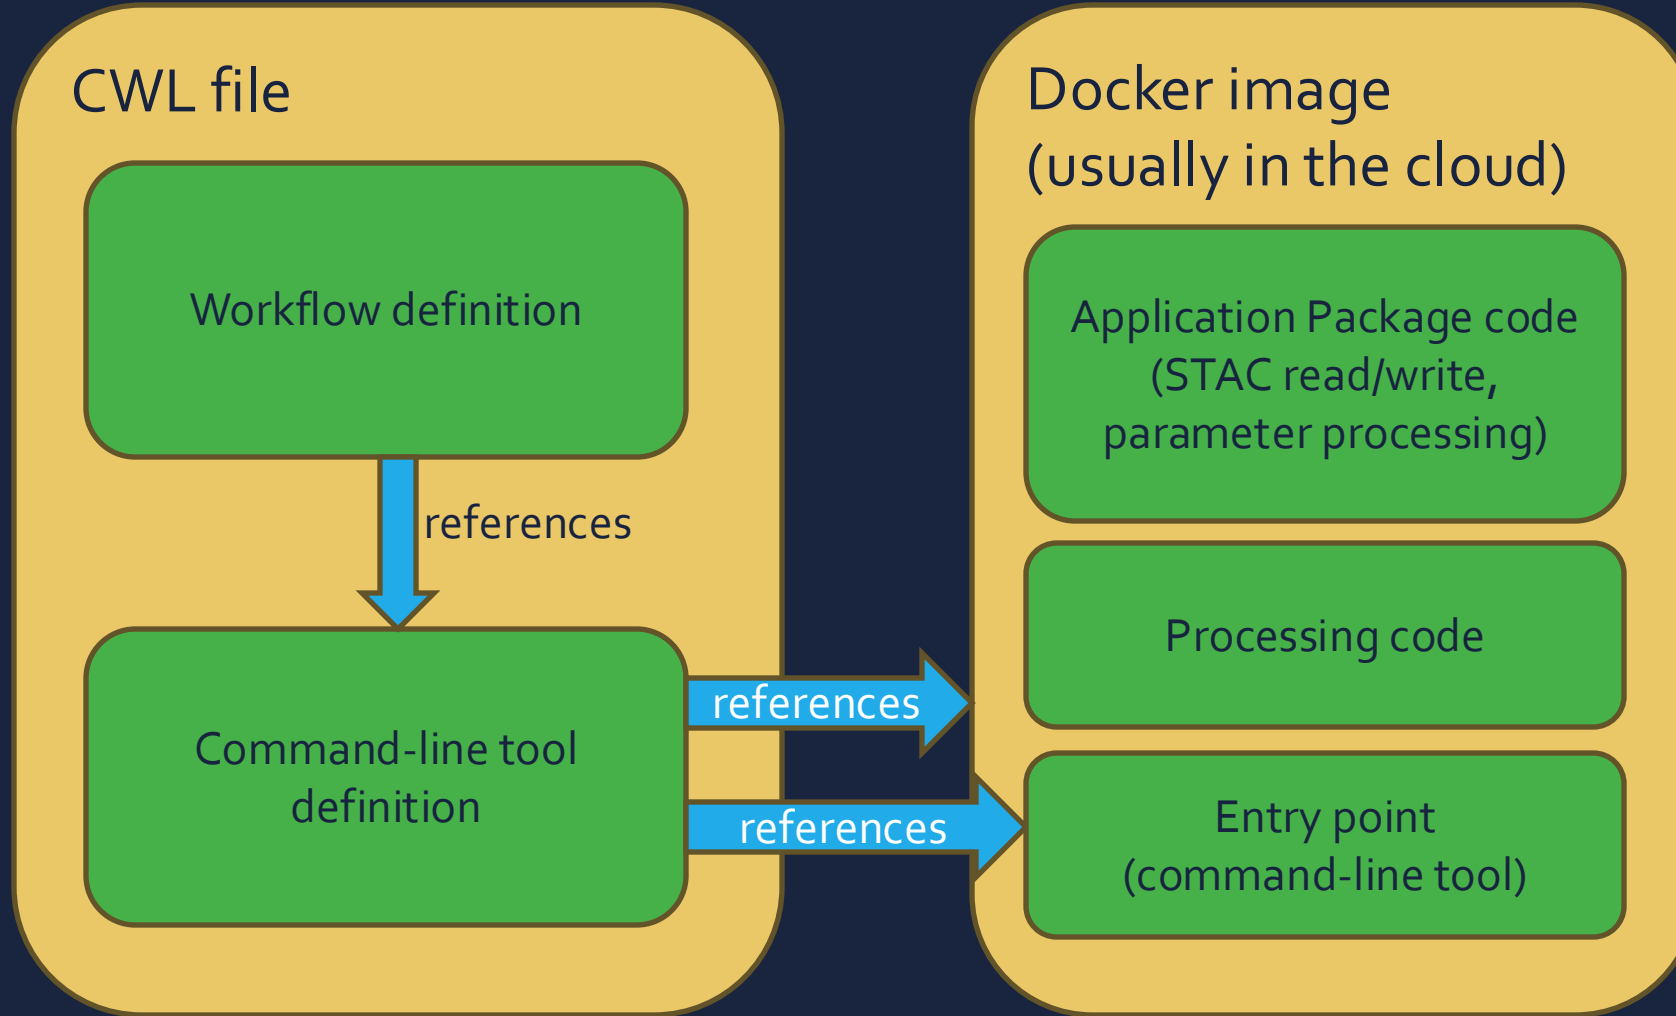 CWL file
Workflow definition
references
Command-line tool
definition
references
references
Docker image
(usually in the cloud)
Application Package code
(STAC read/write,
parameter processing)
Processing code
Entry point
(command-line tool)